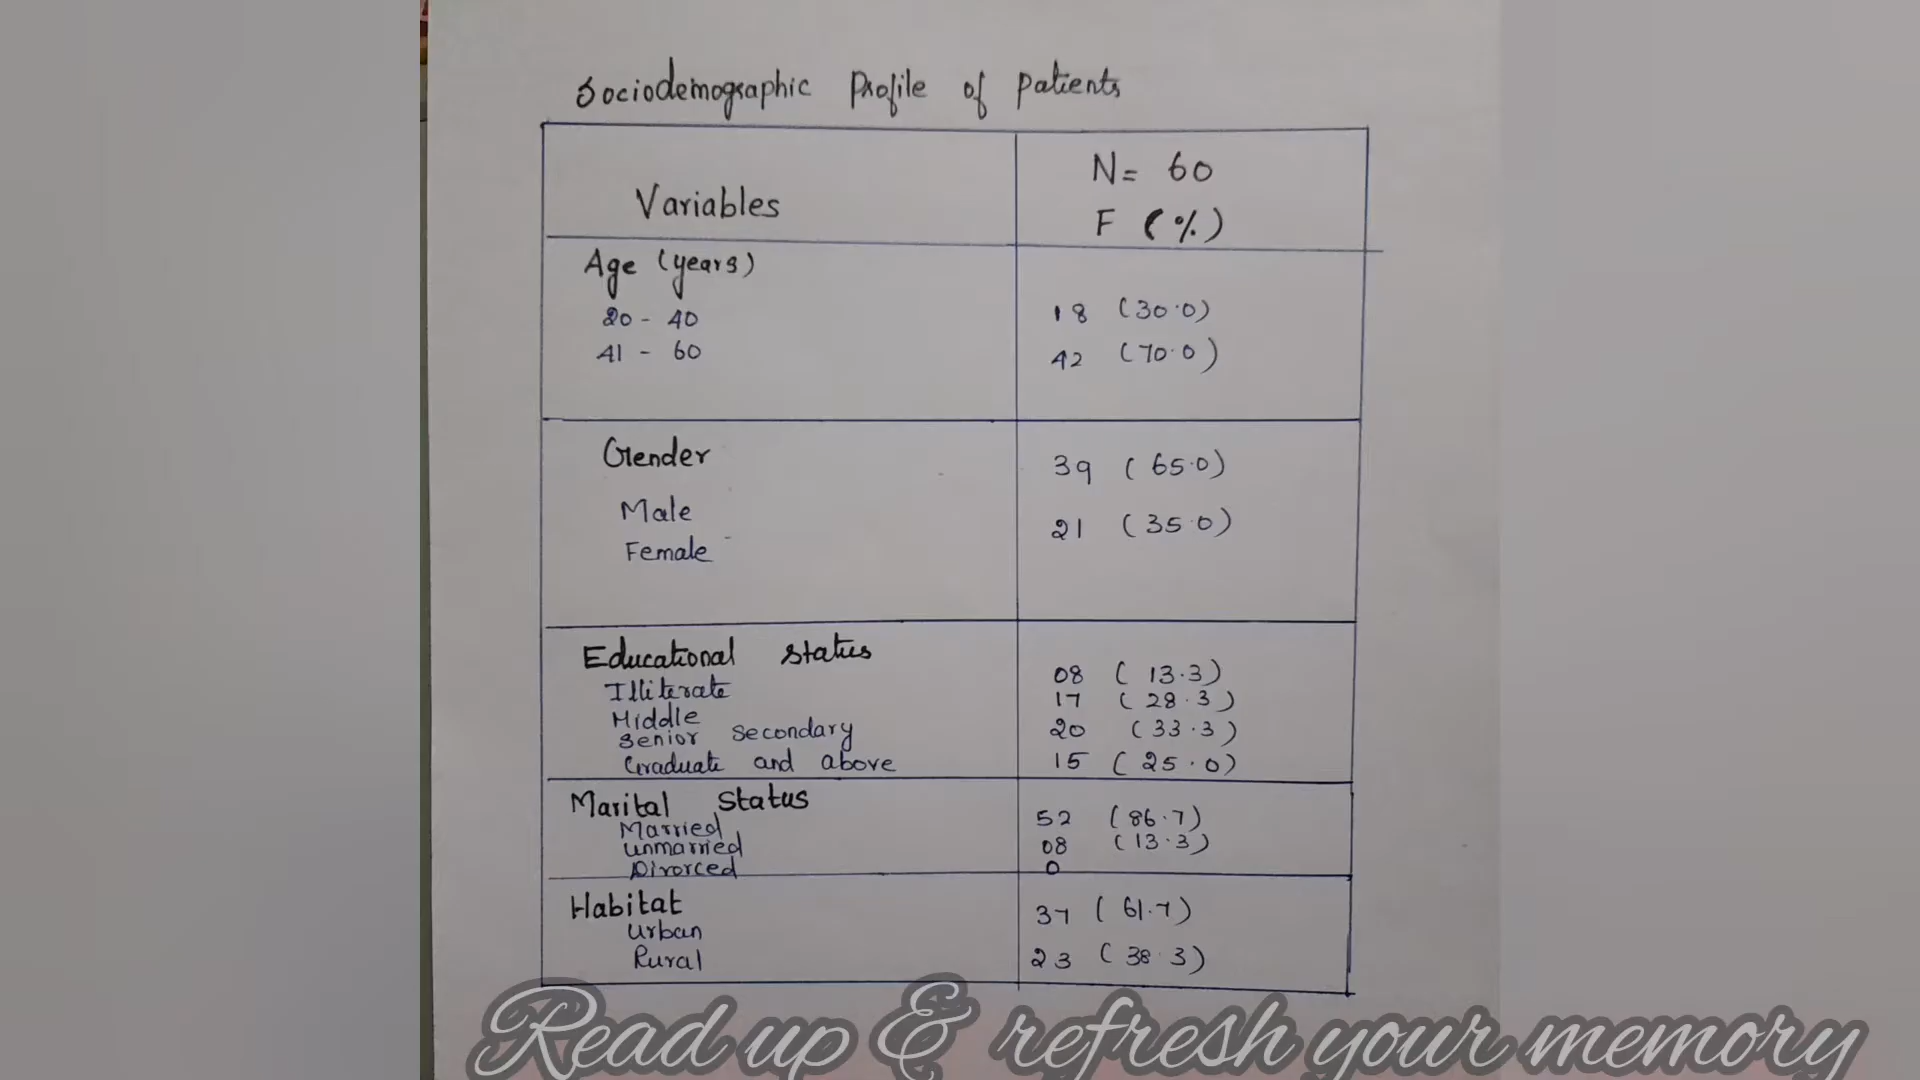 Sociodemographic Profile of patients
N= 60
Variables
F (%)
Age (years)
20 - 40 18 (30.0)
41 - 60 42 (70.0)
Gender 39 (65.0)
Male 21 (35.0)
Female
Educational status
Illiterate 08 (13.3)
Middle 17 (28.3)
Senior secondary 20 (33.3)
Graduate and above 15 (25.0)
Marital Status
Married 52 (86.7)
Unmarried 08 (13.3)
Divorced 0
Habitat
Urban 37 (61.7)
Rural 23 (38.3)
Read up & refresh your memory